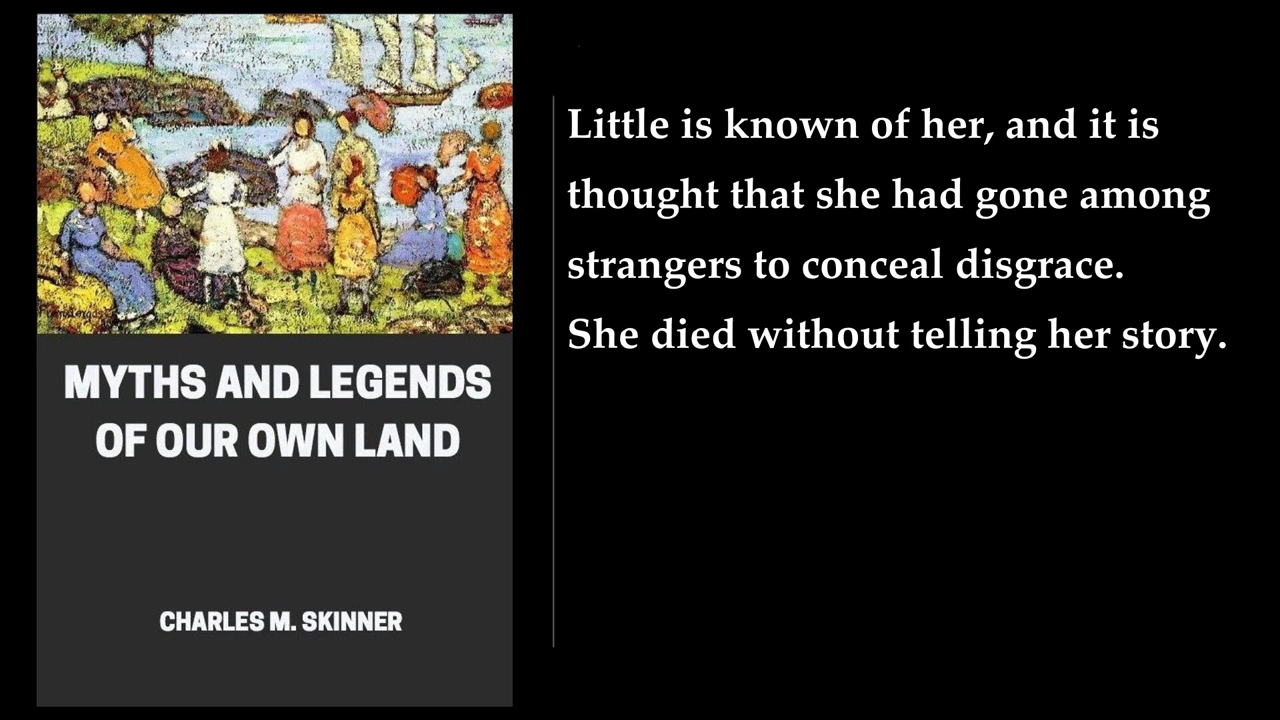 MYTHS AND LEGENDS
OF OUR OWN LAND
CHARLES M. SKINNER
Little is known of her, and it is
thought that she had gone among
strangers to conceal disgrace.
She died without telling her story.